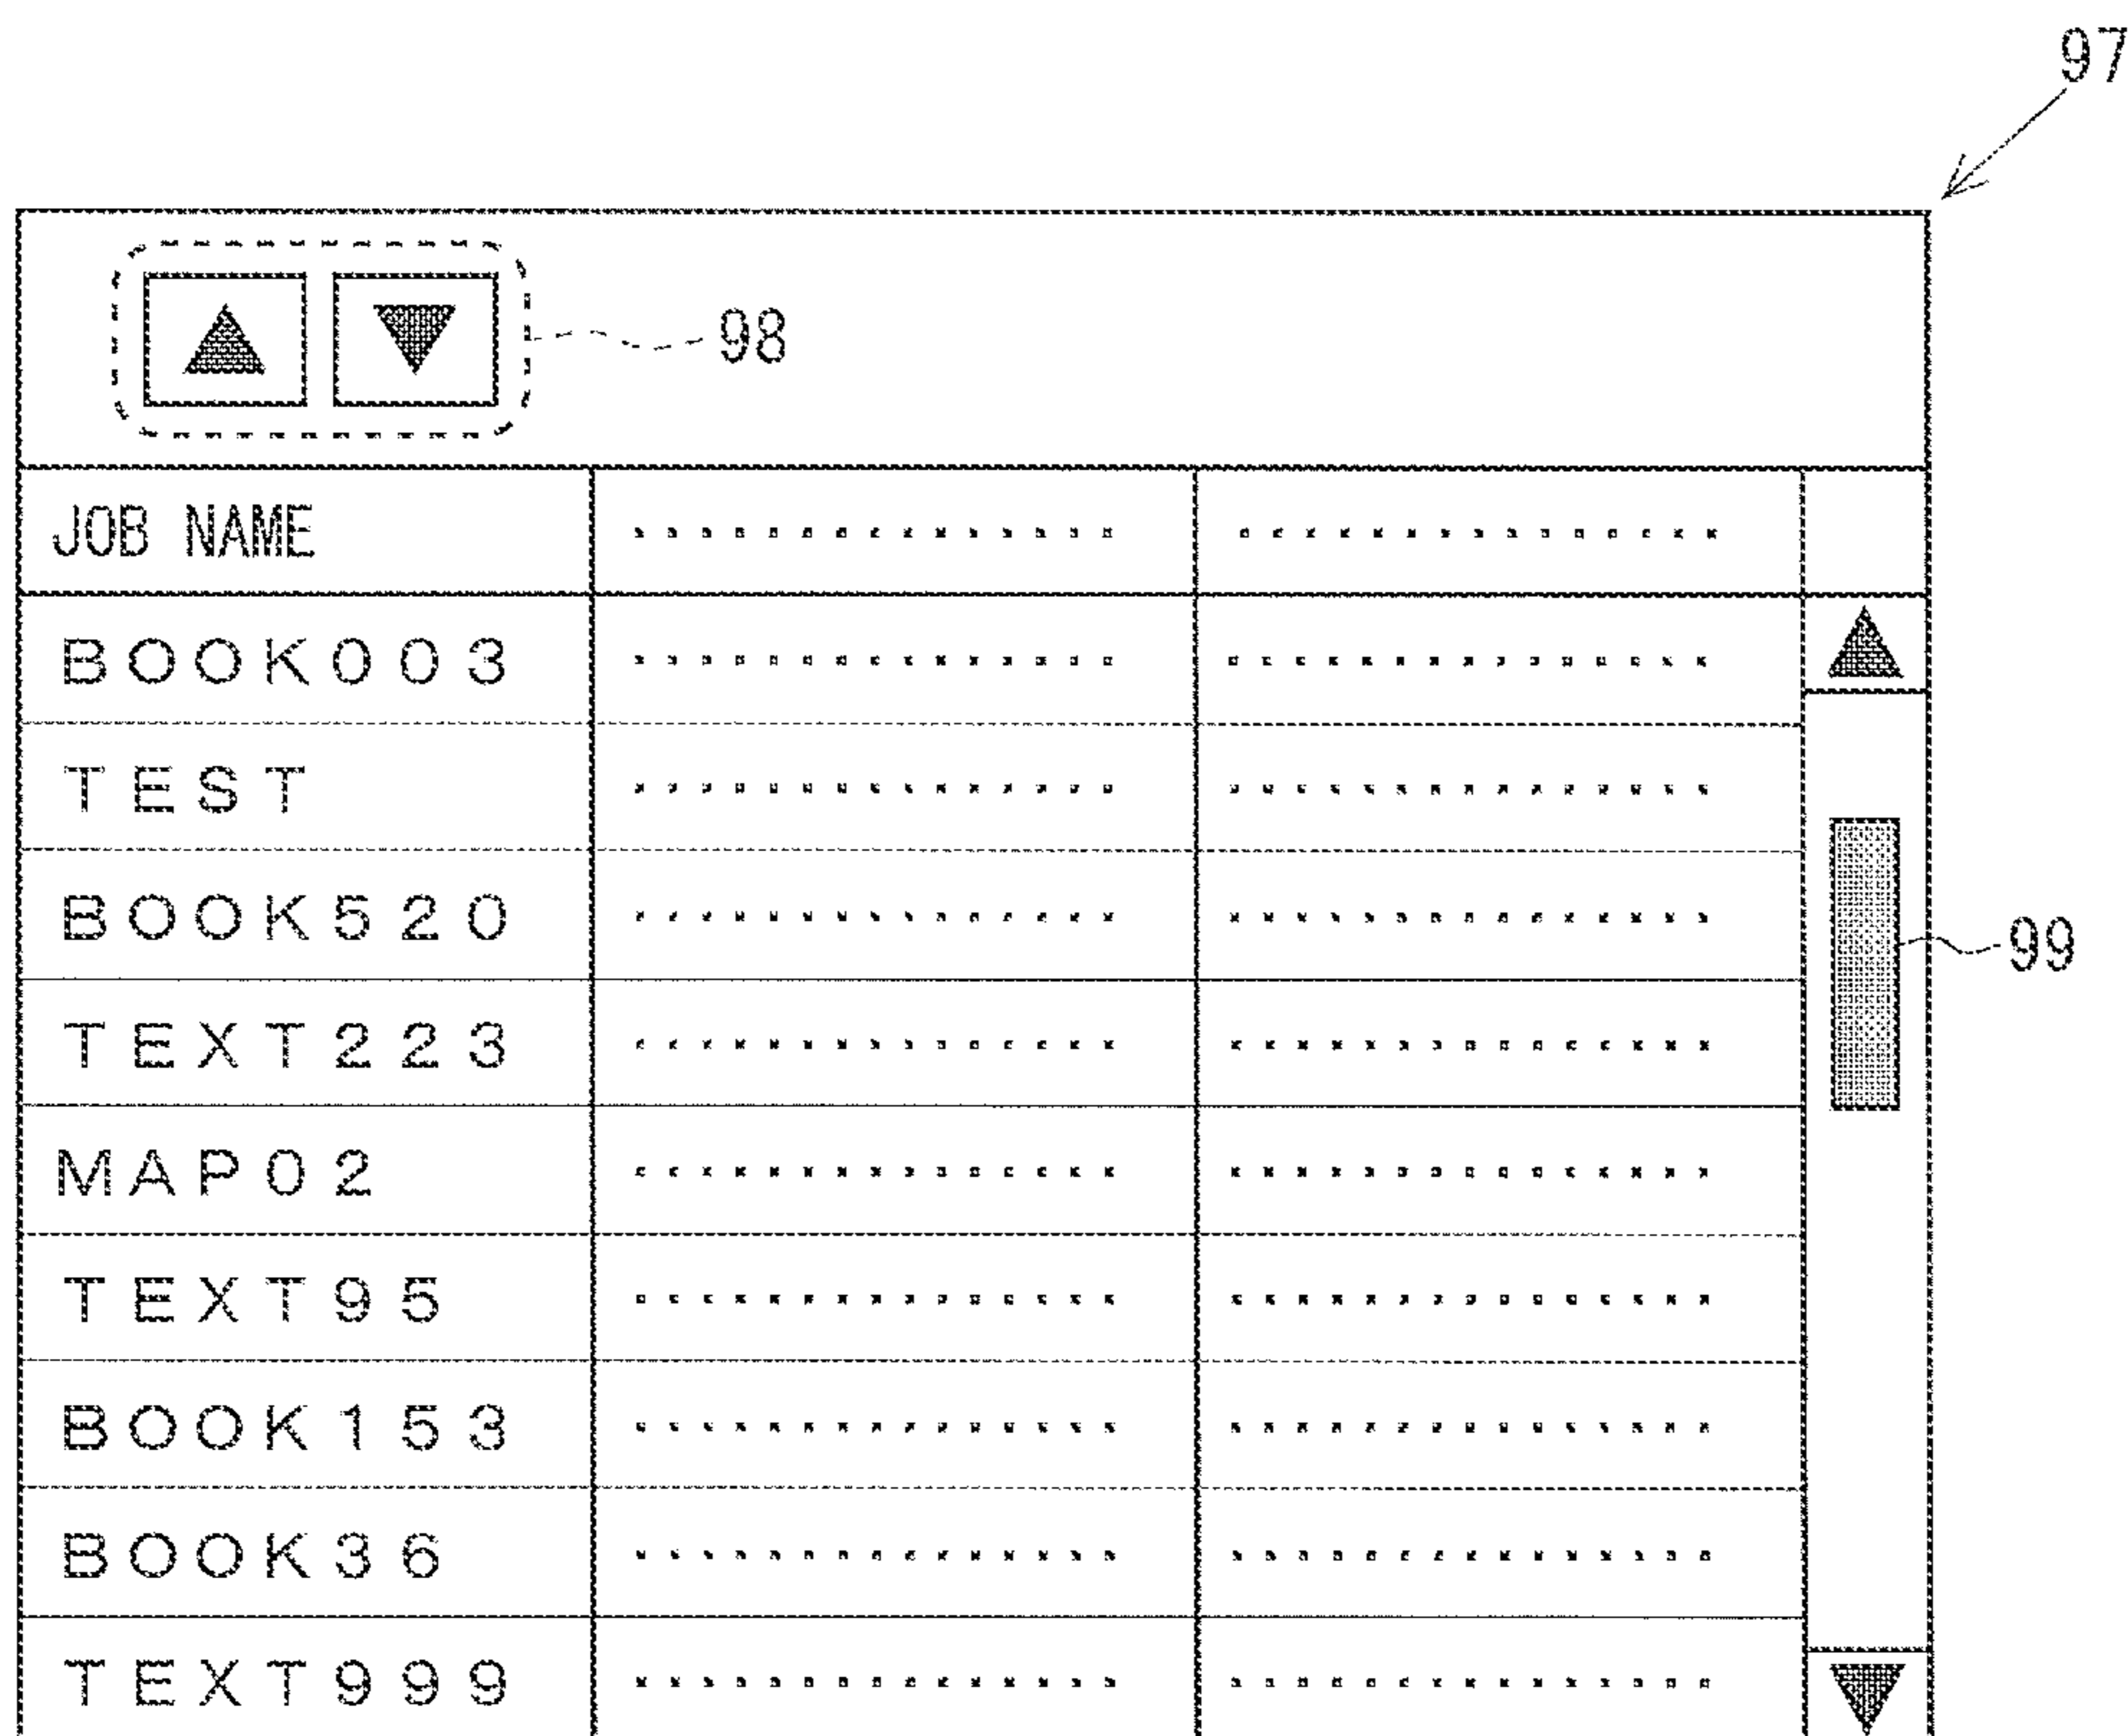 97
▲ ▼ 98
JOB NAME ............... ...............
BOOK003 ............... ...............
TEST ............... ...............
BOOK520 ............... ...............
99
TEXT223 ............... ...............
MAP02 ............... ...............
TEXT95 ............... ...............
BOOK153 ............... ...............
BOOK36 ............... ...............
TEXT999 ............... ...............